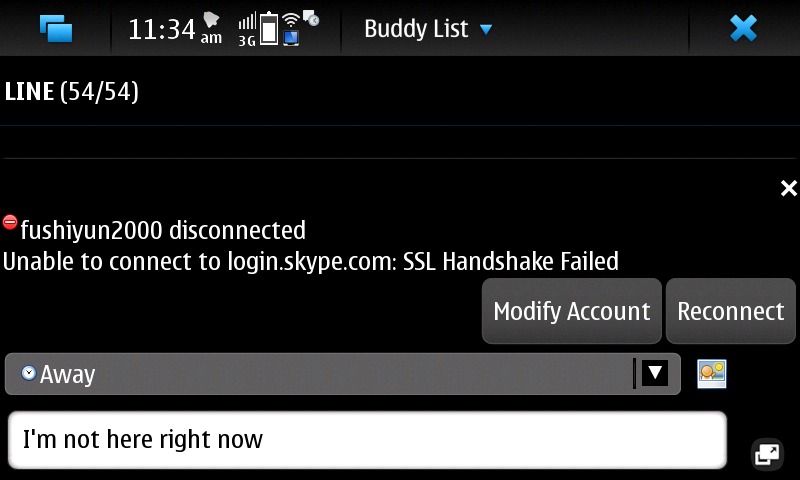 11:34 am
3G
Buddy List
LINE (54/54)
fushiyun2000 disconnected
Unable to connect to login.skype.com: SSL Handshake Failed
Modify Account
Reconnect
Away
I'm not here right now